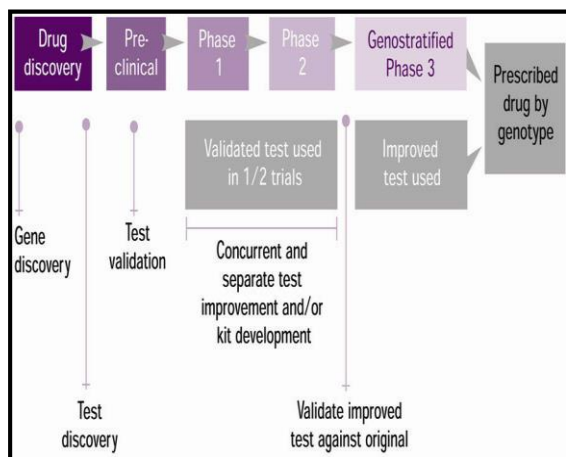 Drug
discovery
Pre-
clinical
Phase
1
Phase
2
Genostratified
Phase 3
Prescribed
drug by
genotype
Validated test used
in 1/2 trials
Improved
test used
Gene
discovery
Test
validation
Concurrent and
separate test
improvement and/or
kit development
Test
discovery
Validate improved
test against original